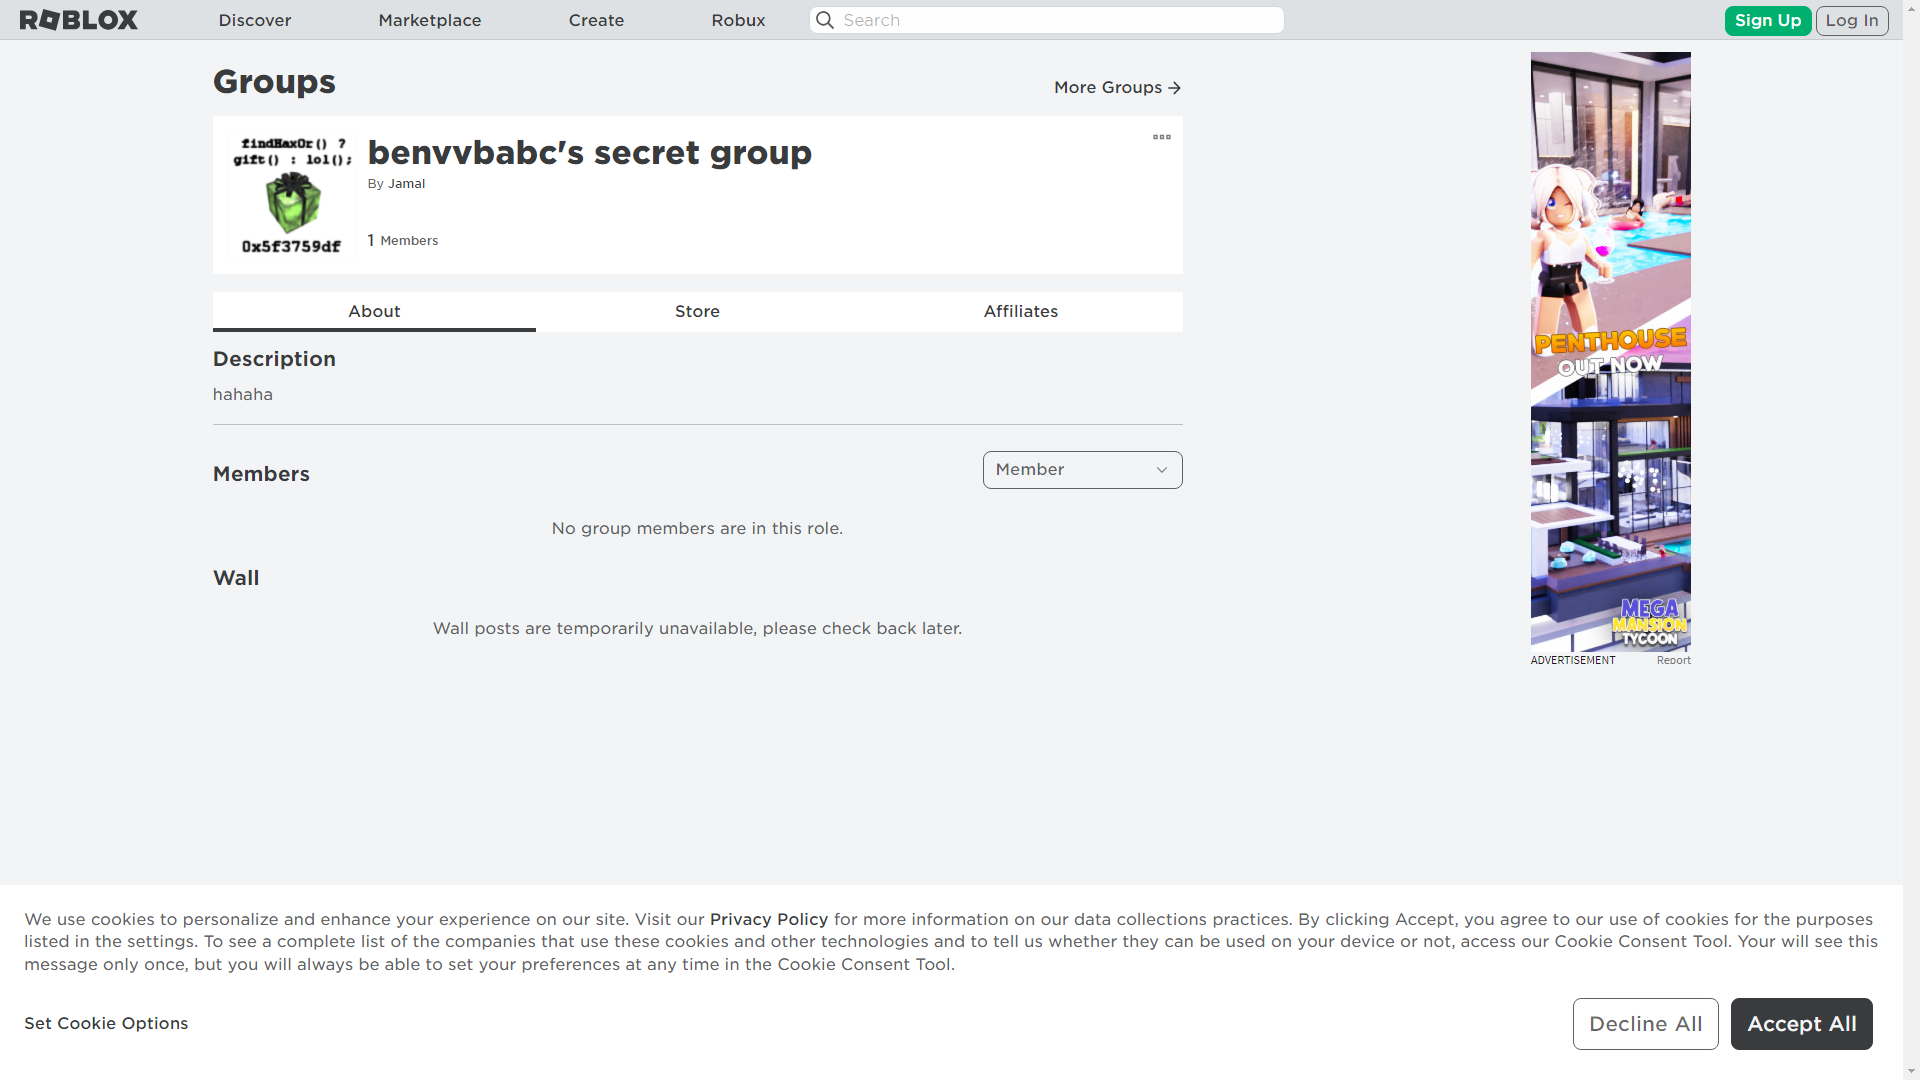 ROBLOX
Discover
Marketplace
Create
Robux
Search
Sign Up
Log In
Groups
More Groups
findHaxOr() ?
gift() : lol();
0x5f3759df
benvvbabc's secret group
By Jamal
1 Members
About
Store
Affiliates
Description
hahaha
Members
Member
No group members are in this role.
Wall
Wall posts are temporarily unavailable, please check back later.
PENTHOUSE
OUT NOW
MEGA
MANSION
TYCOON
ADVERTISEMENT
Report
We use cookies to personalize and enhance your experience on our site. Visit our Privacy Policy for more information on our data collections practices. By clicking Accept, you agree to our use of cookies for the purposes
listed in the settings. To see a complete list of the companies that use these cookies and other technologies and to tell us whether they can be used on your device or not, access our Cookie Consent Tool. Your will see this
message only once, but you will always be able to set your preferences at any time in the Cookie Consent Tool.
Set Cookie Options
Decline All
Accept All